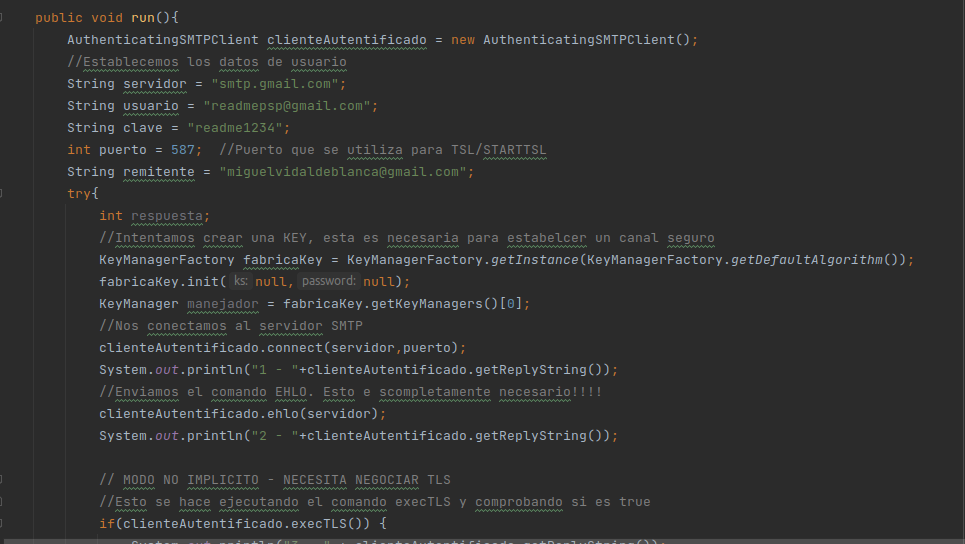 public void run(){
AuthenticatingSMTPClient clienteAutentificado = new AuthenticatingSMTPClient();
//Establecemos los datos de usuario
String servidor = "smtp.gmail.com";
String usuario = "readmepsp@gmail.com";
String clave = "readme1234";
int puerto = 587;  //Puerto que se utiliza para TSL/STARTTSL
String remitente = "miguelvidaldeblanca@gmail.com";
try{
int respuesta;
//Intentamos crear una KEY, esta es necesaria para estabelcer un canal seguro
KeyManagerFactory fabricaKey = KeyManagerFactory.getInstance(KeyManagerFactory.getDefaultAlgorithm());
fabricaKey.init( ks: null, password: null);
KeyManager manejador = fabricaKey.getKeyManagers()[0];
//Nos conectamos al servidor SMTP
clienteAutentificado.connect(servidor,puerto);
System.out.println("1 - "+clienteAutentificado.getReplyString());
//Enviamos el comando EHLO. Esto e scompletamente necesario!!!!
clienteAutentificado.ehlo(servidor);
System.out.println("2 - "+clienteAutentificado.getReplyString());
// MODO NO IMPLICITO - NECESITA NEGOCIAR TLS
//Esto se hace ejecutando el comando execTLS y comprobando si es true
if(clienteAutentificado.execTLS()) {
System.out.println("3 - " + clienteAutentificado.getReplyString());